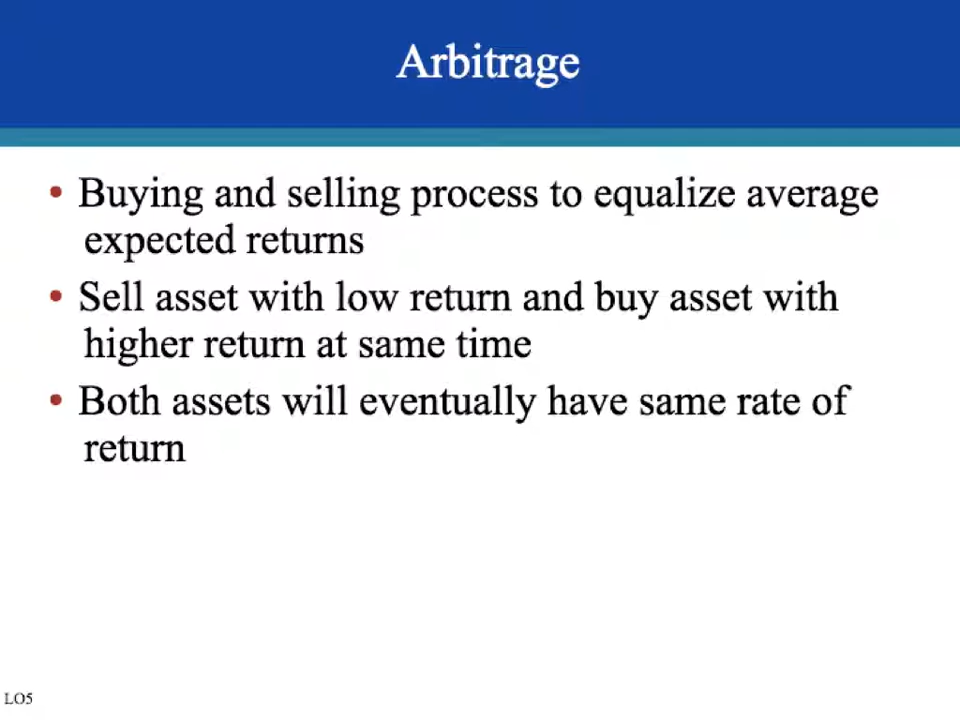 Arbitrage
• Buying and selling process to equalize average
expected returns
• Sell asset with low return and buy asset with
higher return at same time
• Both assets will eventually have same rate of
return
LO5